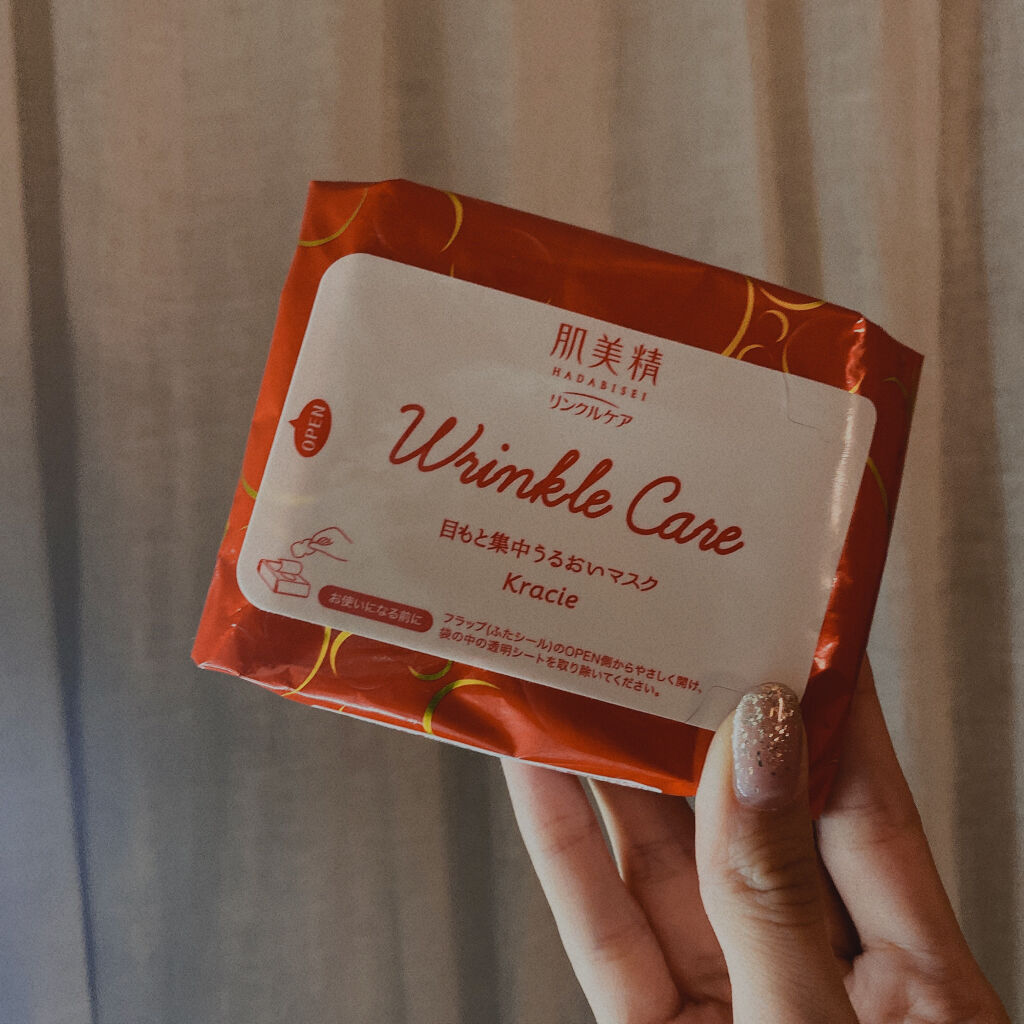 肌美精
HADABISEI
リンクルケア
OPEN
Wrinkle Care
目もと集中うるおいマスク
Kracie
お使いになる前に
フラップ(ふたシール)のOPEN側からやさしく開け、
袋の中の透明シートを取り除いてください。